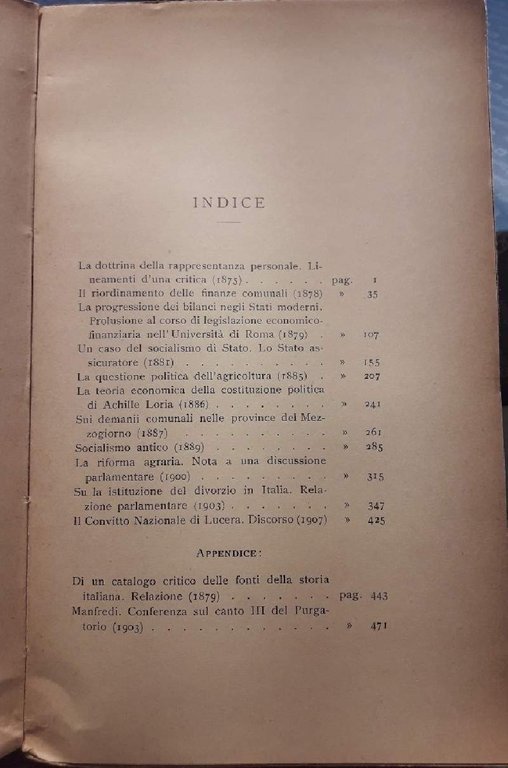 INDICE
La dottrina della rappresentanza personale. Li-
neamenti d'una critica (1875) . . . . . . pag. 1
Il riordinamento delle finanze comunali (1878) » 35
La progressione dei bilanci negli Stati moderni.
Prolusione al corso di legislazione economico-
finanziaria nell'Università di Roma (1879) . » 107
Un caso del socialismo di Stato. Lo Stato as-
sicuratore (1881) . . . . . . . . . . » 155
La questione politica dell'agricoltura (1885) . » 207
La teoria economica della costituzione politica
di Achille Loria (1886) . . . . . . . . » 241
Sui demanii comunali nelle province del Mez-
zogiorno (1887) . . . . . . . . . . » 261
Socialismo antico (1889) . . . . . . . . » 285
La riforma agraria. Nota a una discussione
parlamentare (1900) . . . . . . . . . » 315
Su la istituzione del divorzio in Italia. Rela-
zione parlamentare (1903) . . . . . . . » 347
Il Convitto Nazionale di Lucera. Discorso (1907) » 425
APPENDICE:
Di un catalogo critico delle fonti della storia
italiana. Relazione (1879) . . . . . . . pag. 443
Manfredi. Conferenza sul canto III del Purga-
torio (1903) . . . . . . . . . . . . » 471